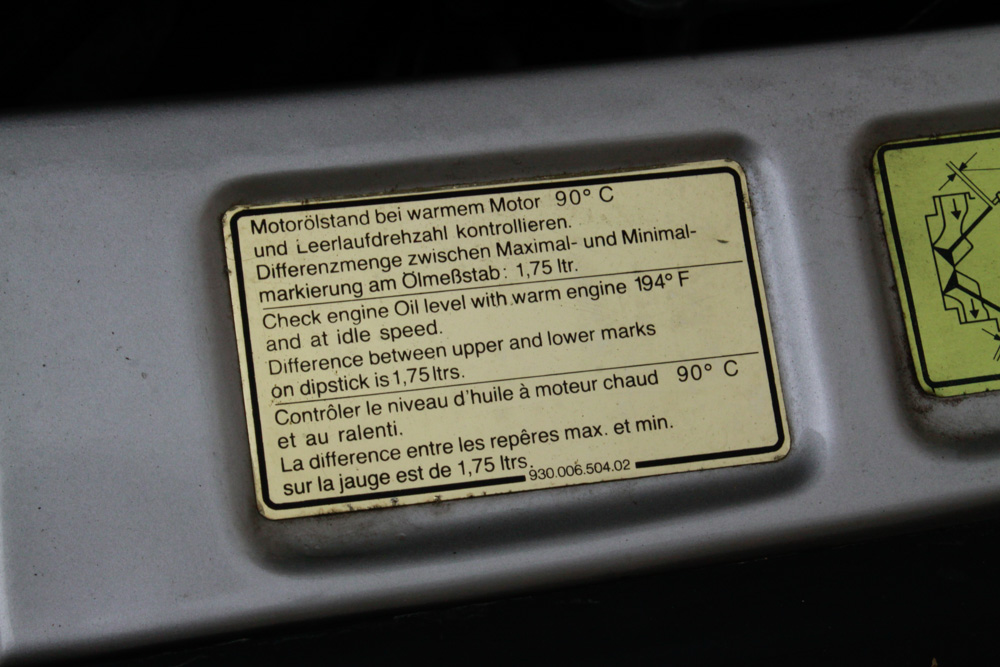 Motorölstand bei warmem Motor 90° C
und Leerlaufdrehzahl kontrollieren.
Differenzmenge zwischen Maximal- und Minimal-
markierung am Ölmeßstab: 1,75 ltr.
Check engine Oil level with warm engine 194° F
and at idle speed.
Difference between upper and lower marks
on dipstick is 1,75 ltrs.
Contrôler le niveau d'huile à moteur chaud 90° C
et au ralenti.
La difference entre les repêres max. et min.
sur la jauge est de 1,75 ltrs.
930.006.504.02